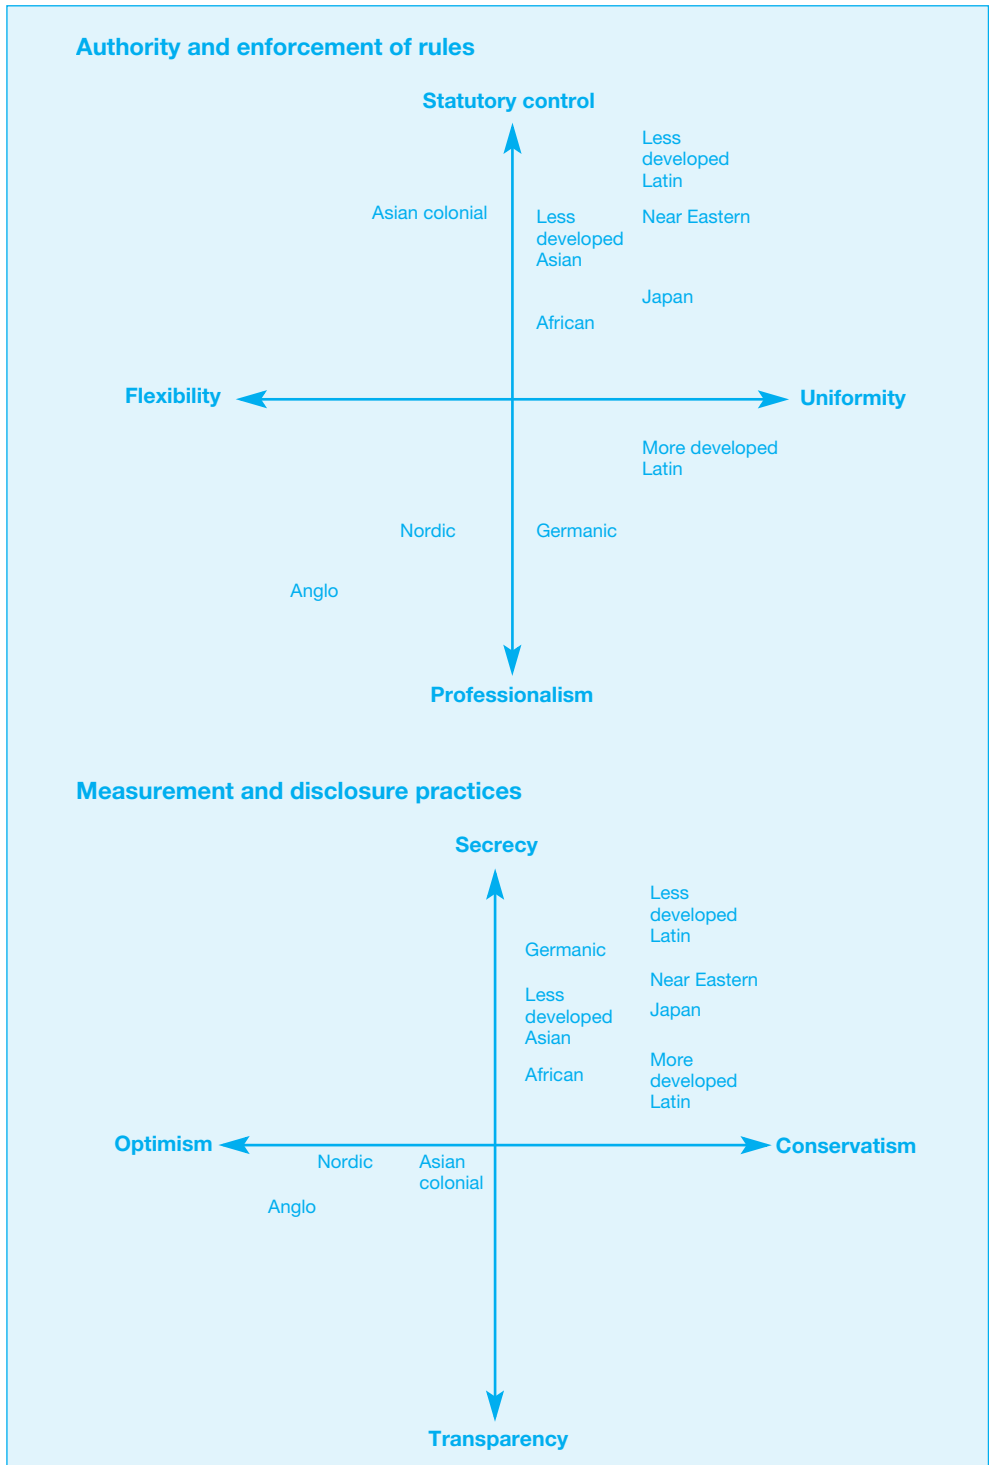 Authority and enforcement of rules
Statutory control
Less
developed
Latin
Asian colonial
Less
developed
Asian
Near Eastern
Japan
African
Flexibility
Uniformity
More developed
Latin
Nordic
Germanic
Anglo
Professionalism
Measurement and disclosure practices
Secrecy
Less
developed
Latin
Germanic
Near Eastern
Less
developed
Asian
Japan
African
More
developed
Latin
Optimism
Conservatism
Nordic
Asian
colonial
Anglo
Transparency